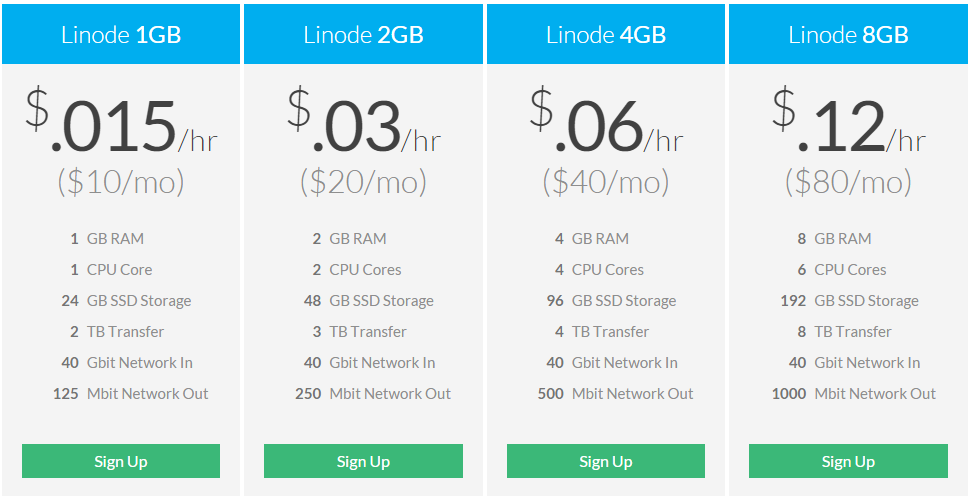 Linode 1GB
$.015/hr
($10/mo)
1 GB RAM
1 CPU Core
24 GB SSD Storage
2 TB Transfer
40 Gbit Network In
125 Mbit Network Out
Sign Up
Linode 2GB
$.03/hr
($20/mo)
2 GB RAM
2 CPU Cores
48 GB SSD Storage
3 TB Transfer
40 Gbit Network In
250 Mbit Network Out
Sign Up
Linode 4GB
$.06/hr
($40/mo)
4 GB RAM
4 CPU Cores
96 GB SSD Storage
4 TB Transfer
40 Gbit Network In
500 Mbit Network Out
Sign Up
Linode 8GB
$.12/hr
($80/mo)
8 GB RAM
6 CPU Cores
192 GB SSD Storage
8 TB Transfer
40 Gbit Network In
1000 Mbit Network Out
Sign Up